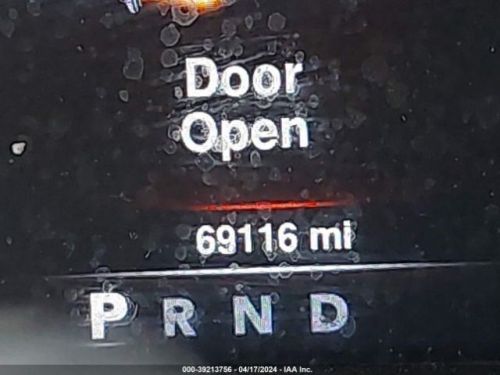 Door
Open
69116 mi
P R N D
000-39213756 - 04/17/2024 - IAA Inc.